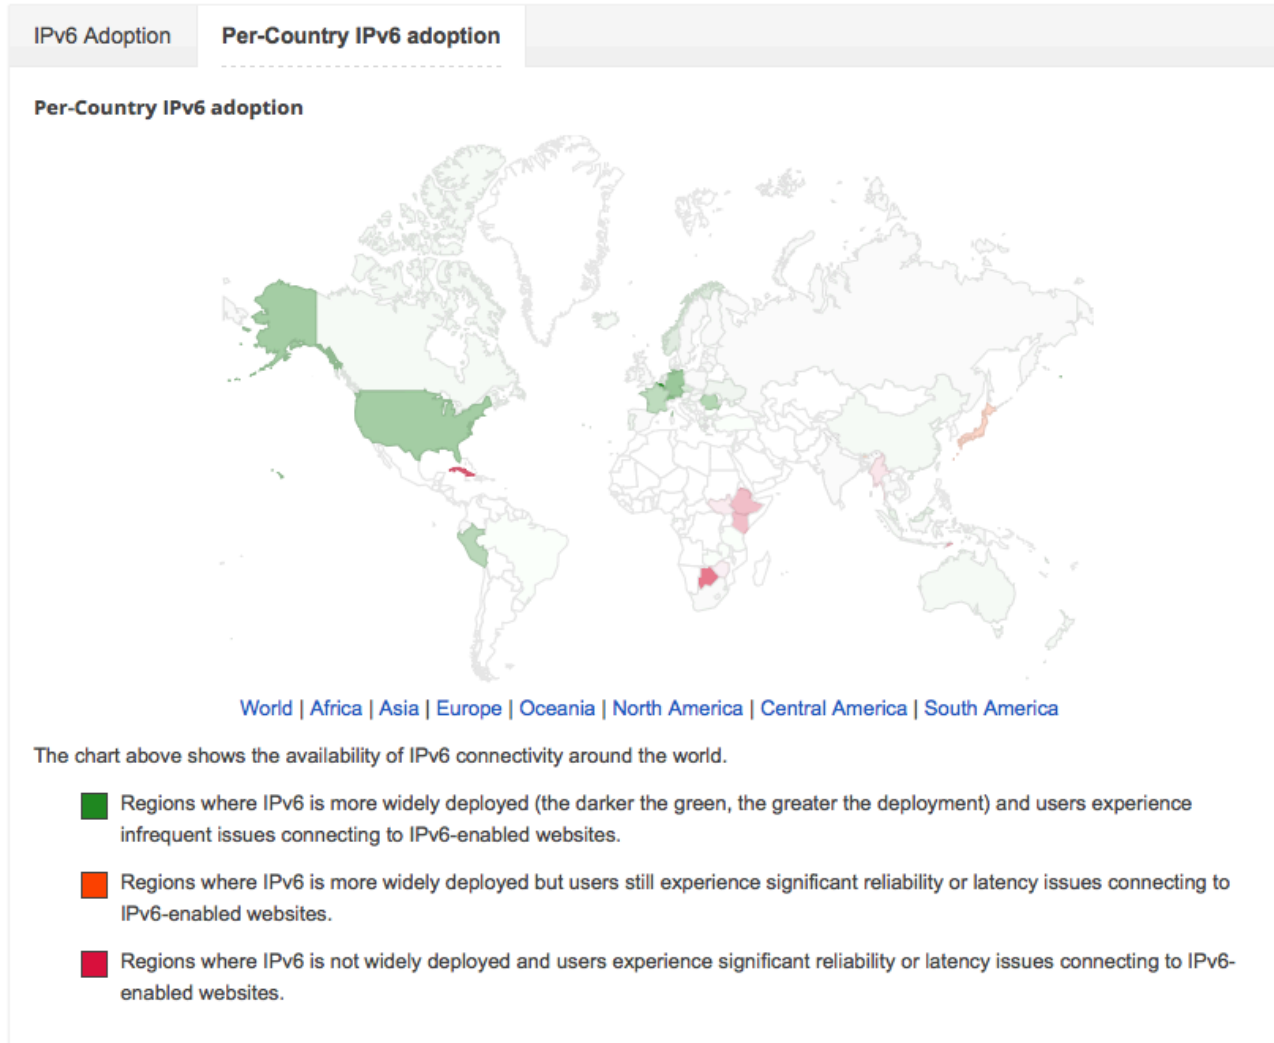 IPv6 Adoption
Per-Country IPv6 adoption
Per-Country IPv6 adoption
World | Africa | Asia | Europe | Oceania | North America | Central America | South America
The chart above shows the availability of IPv6 connectivity around the world.
Regions where IPv6 is more widely deployed (the darker the green, the greater the deployment) and users experience
infrequent issues connecting to IPv6-enabled websites.
Regions where IPv6 is more widely deployed but users still experience significant reliability or latency issues connecting to
IPv6-enabled websites.
Regions where IPv6 is not widely deployed and users experience significant reliability or latency issues connecting to IPv6-
enabled websites.